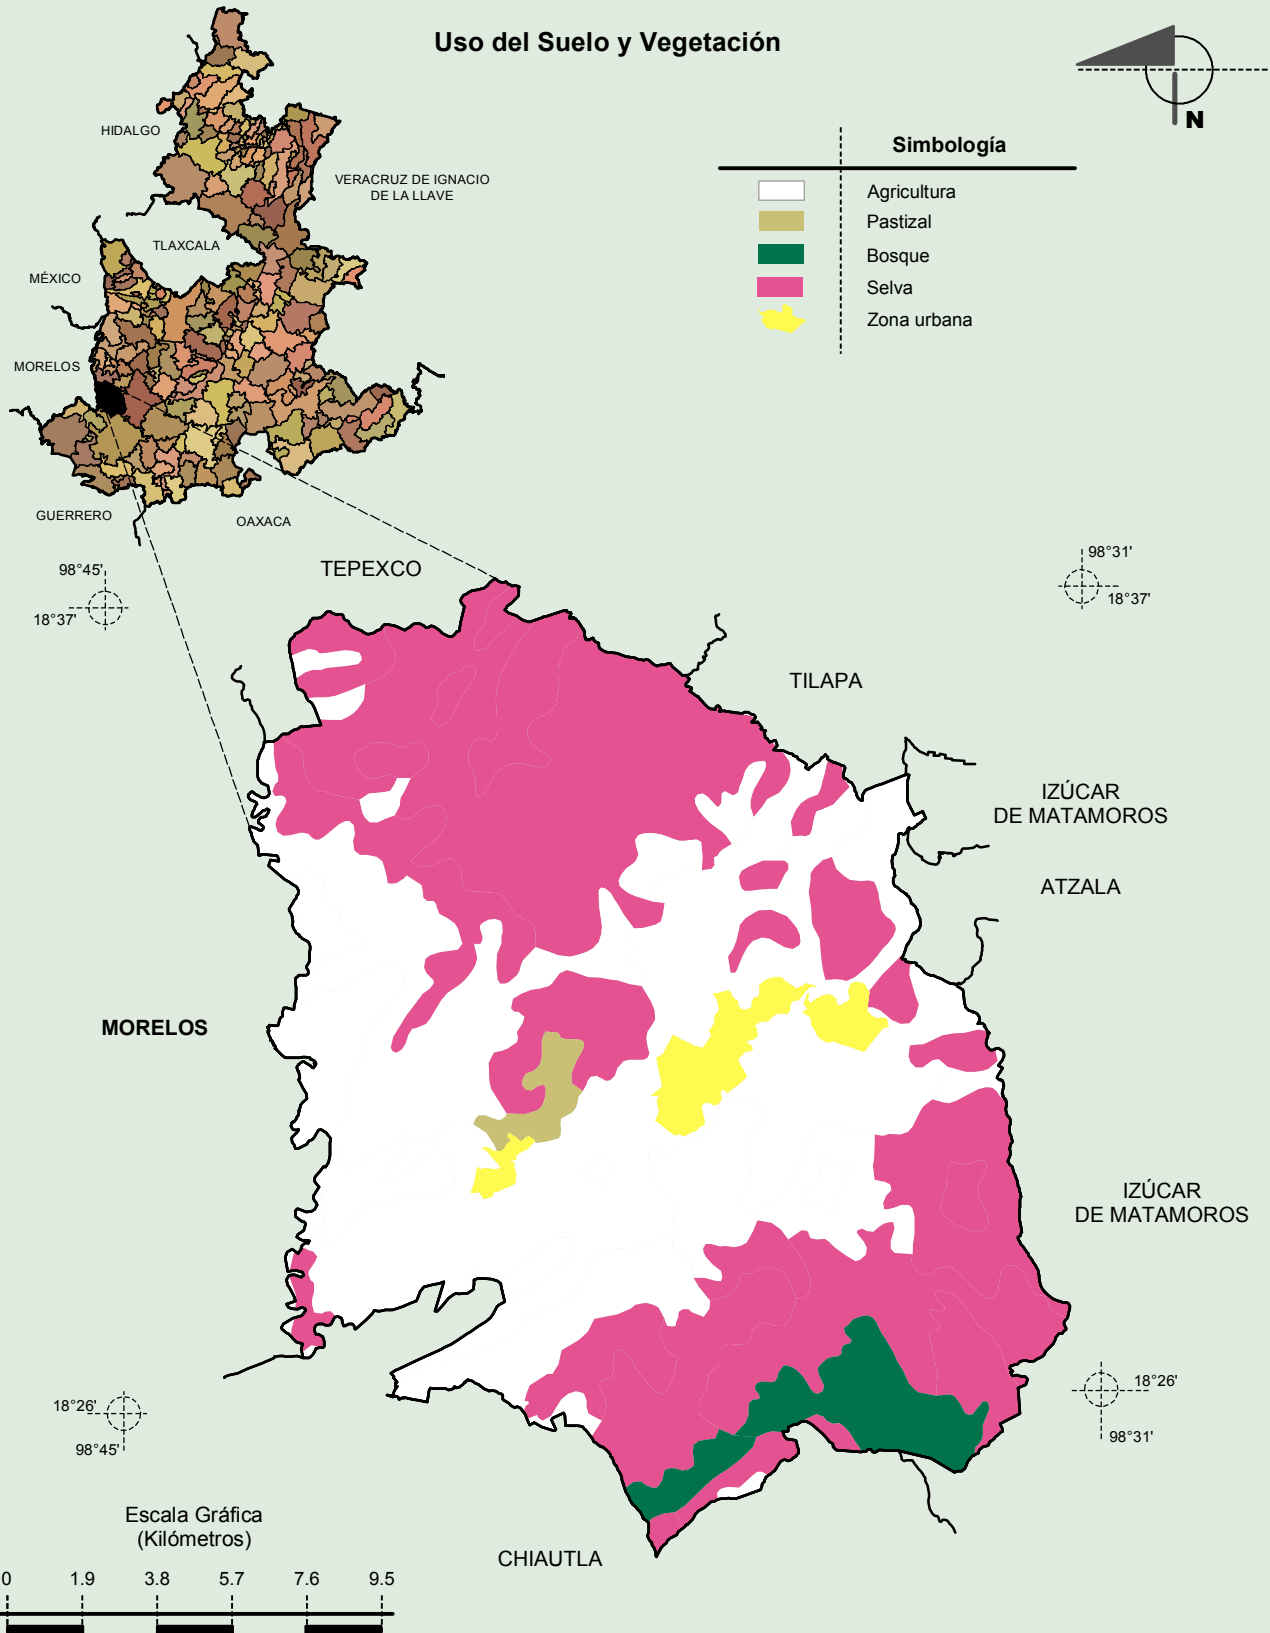 Uso del Suelo y Vegetación
N
HIDALGO
VERACRUZ DE IGNACIO
DE LA LLAVE
TLAXCALA
MÉXICO
MORELOS
GUERRERO
OAXACA
Simbología
Agricultura
Pastizal
Bosque
Selva
Zona urbana
98°45'
18°37'
98°31'
18°37'
TEPEXCO
TILAPA
IZÚCAR
DE MATAMOROS
ATZALA
MORELOS
IZÚCAR
DE MATAMOROS
18°26'
98°45'
18°26'
98°31'
CHIAUTLA
Escala Gráfica
(Kilómetros)
0 1.9 3.8 5.7 7.6 9.5